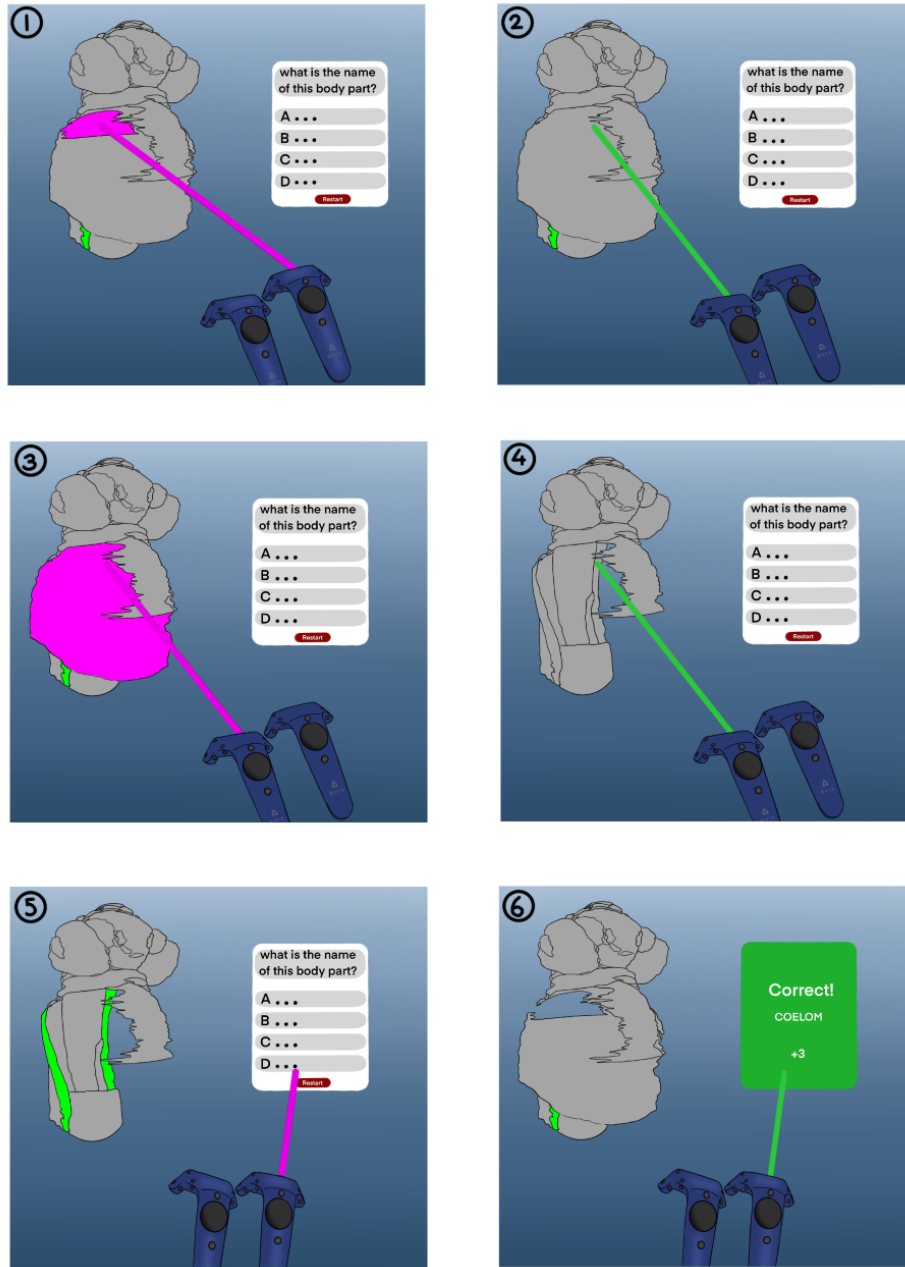 1
what is the name
of this body part?
A...
B...
C...
D...
Restart
2
what is the name
of this body part?
A...
B...
C...
D...
Restart
3
what is the name
of this body part?
A...
B...
C...
D...
Restart
4
what is the name
of this body part?
A...
B...
C...
D...
Restart
5
what is the name
of this body part?
A...
B...
C...
D...
Restart
6
Correct!
COELOM
+3